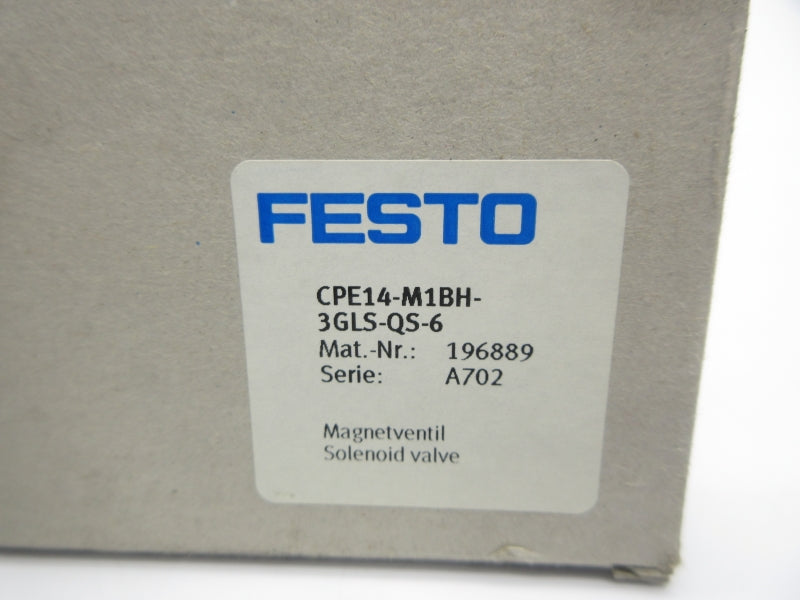 FESTO
CPE14-M1BH-
3GLS-QS-6
Mat.-Nr.: 196889
Serie: A702
Magnetventil
Solenoid valve